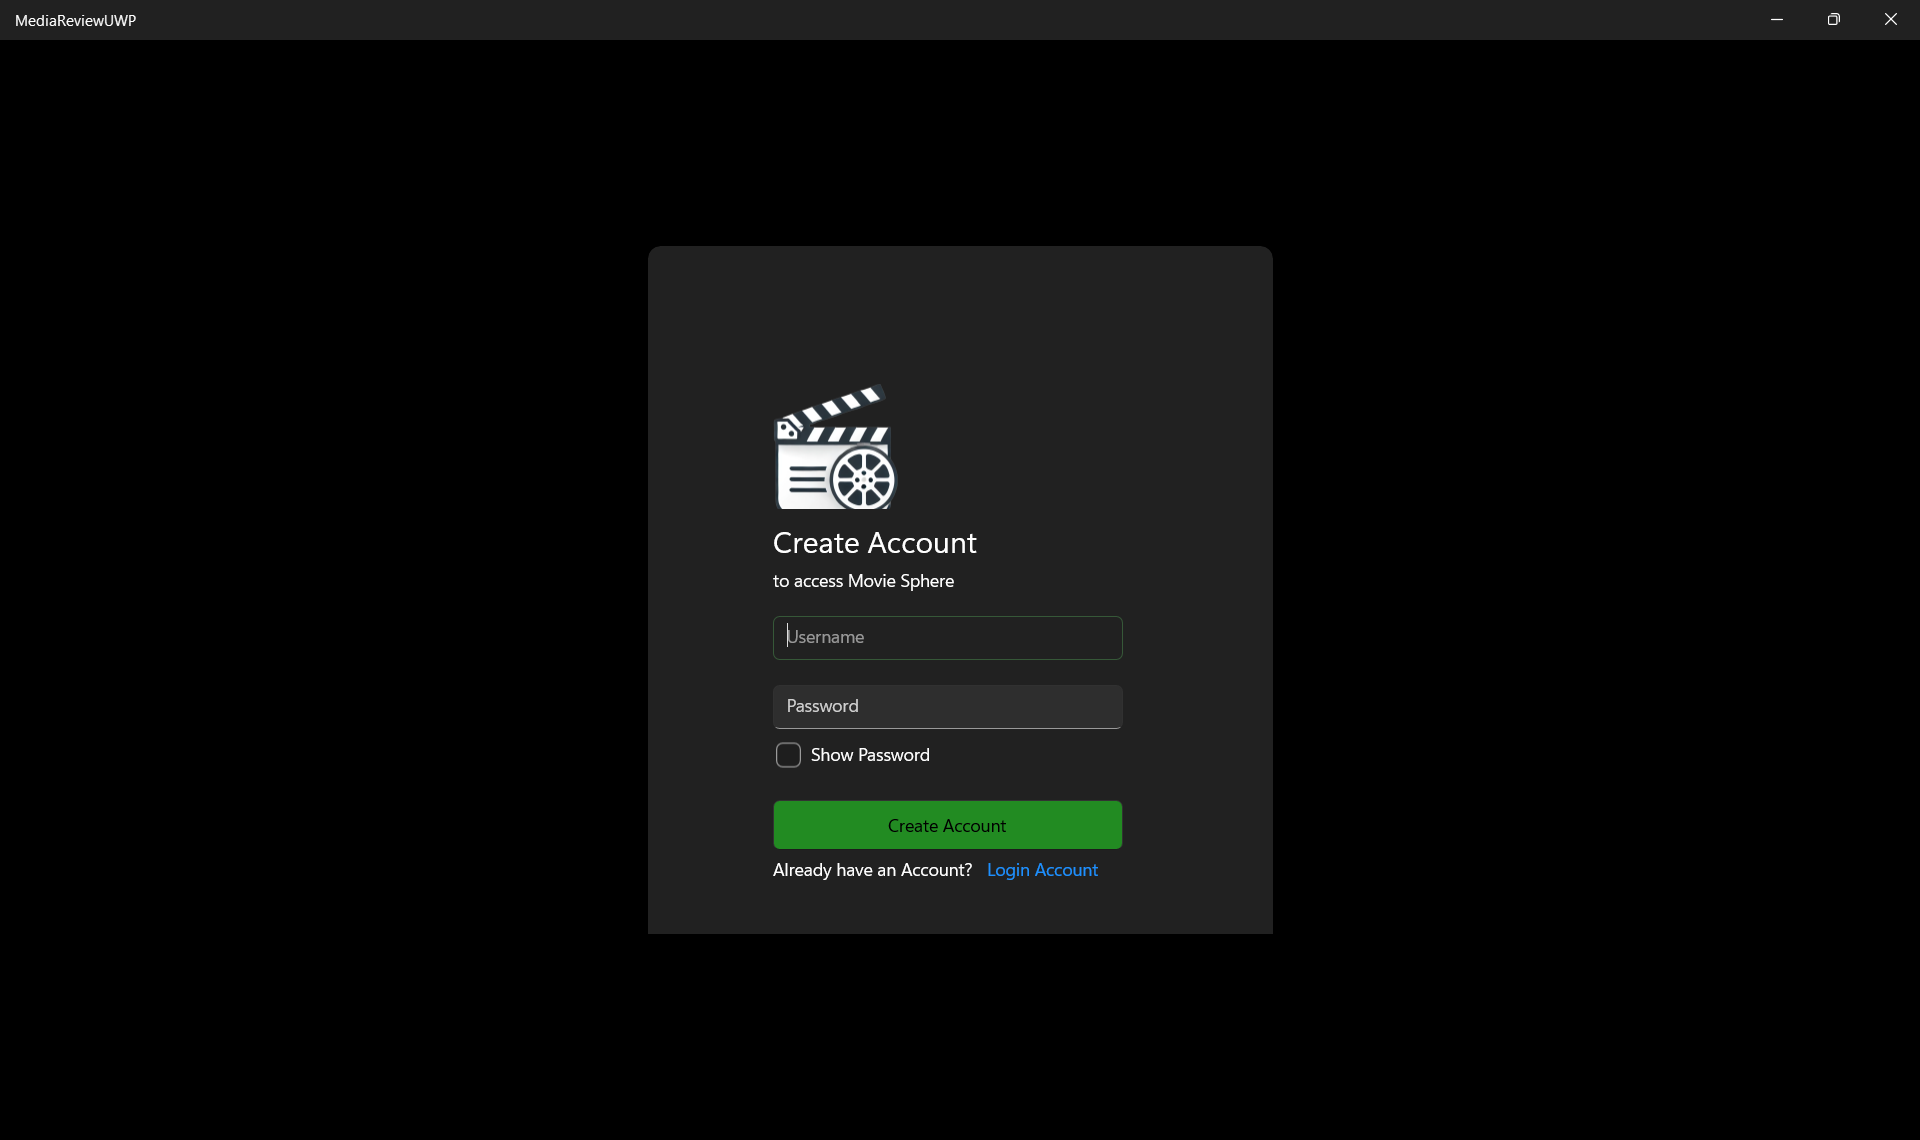 MediaReviewUWP
Create Account
to access Movie Sphere
Username
Password
Show Password
Create Account
Already have an Account? Login Account